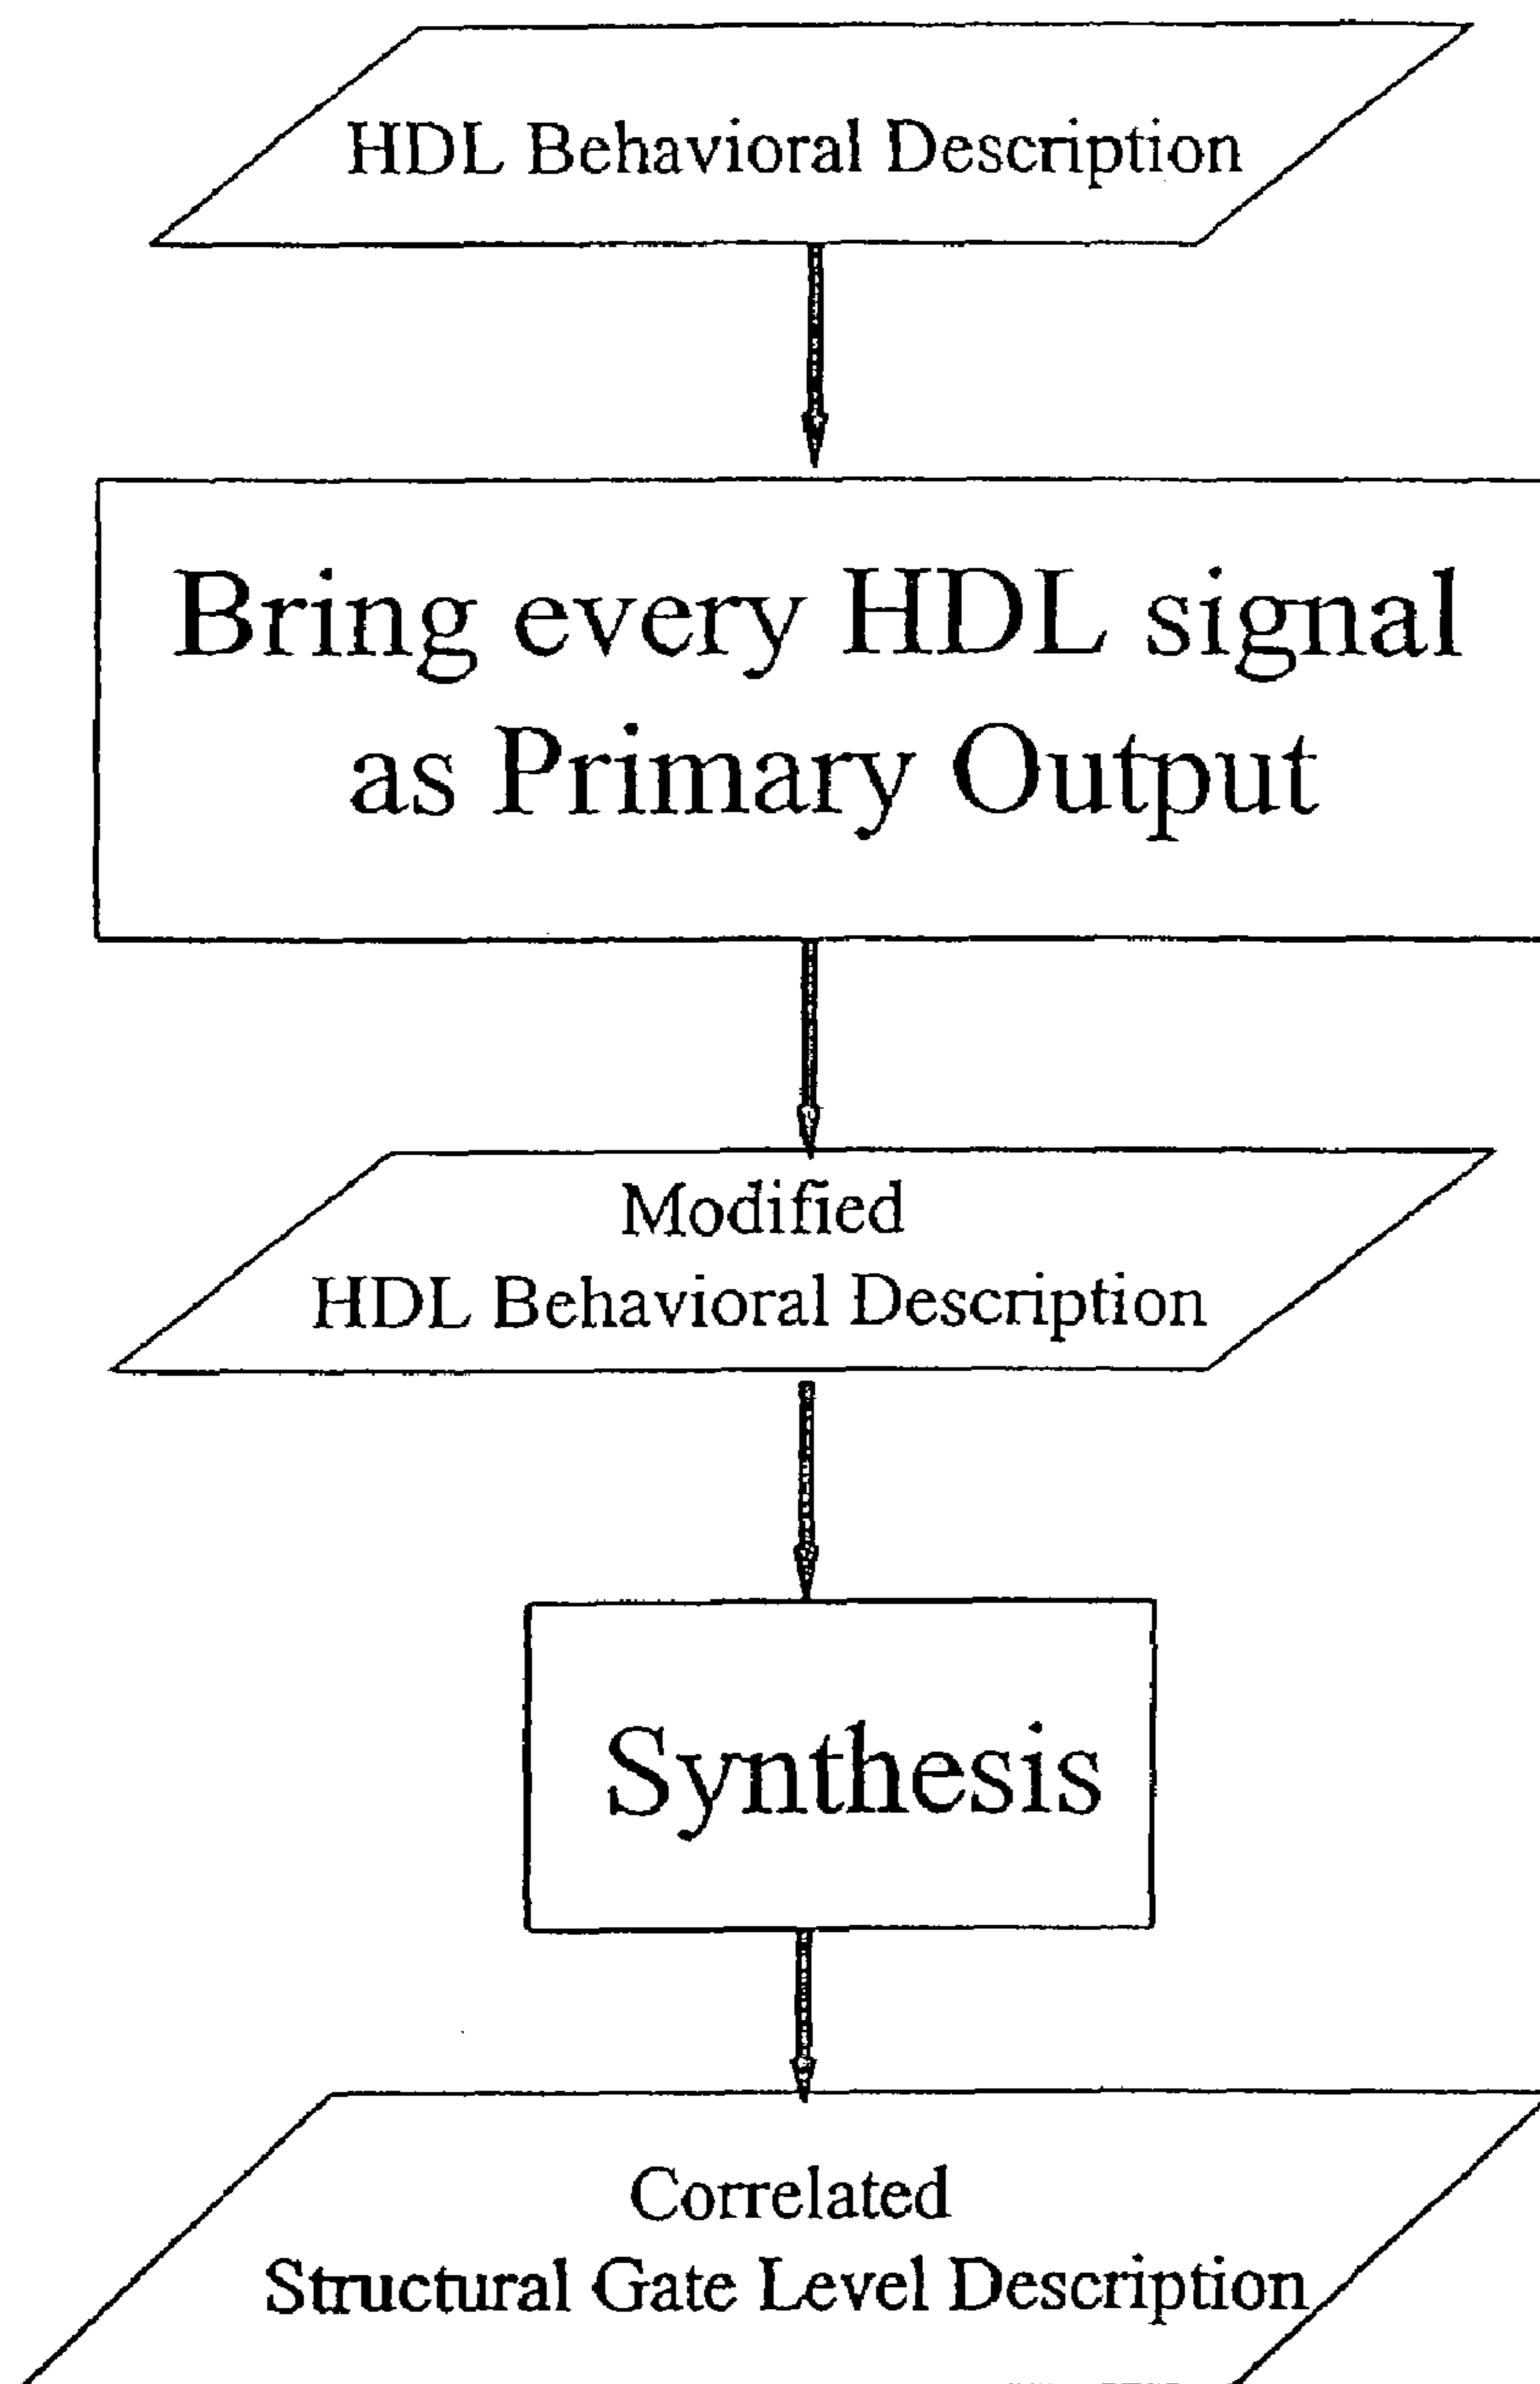 HDL Behavioral Description
Bring every HDL signal
as Primary Output
Modified
HDL Behavioral Description
Synthesis
Correlated
Structural Gate Level Description